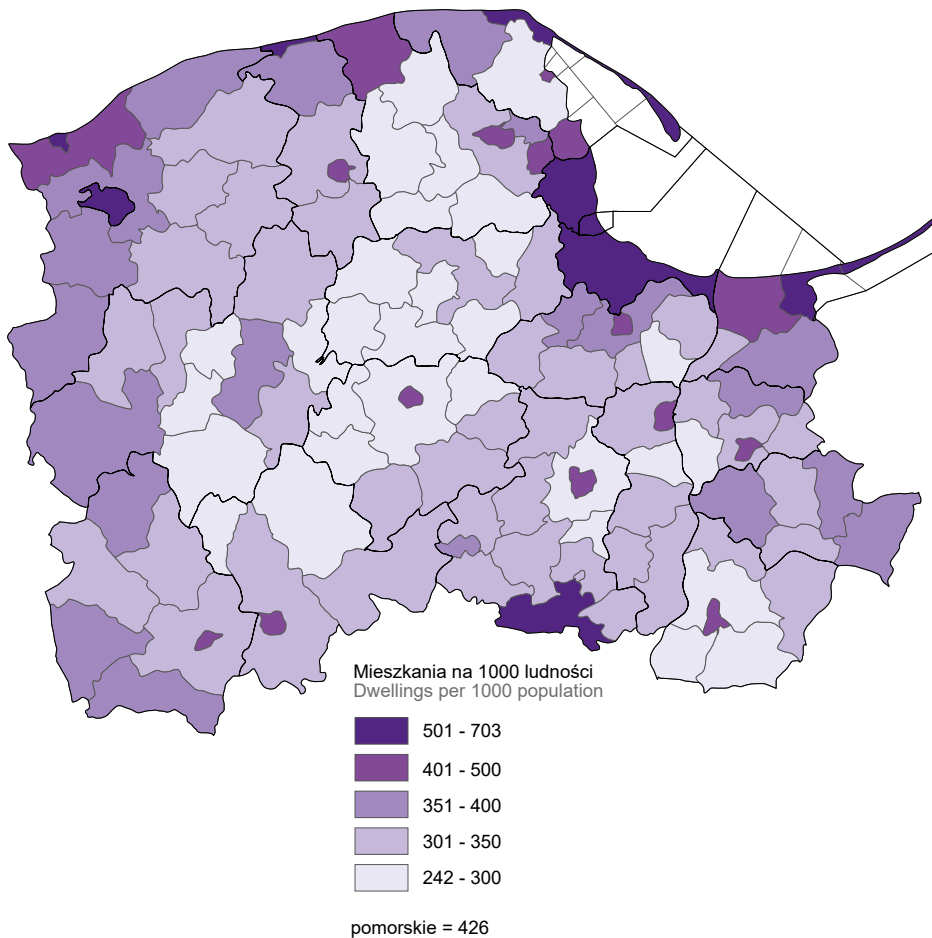 Mieszkania na 1000 ludności
Dwellings per 1000 population
501 - 703
401 - 500
351 - 400
301 - 350
242 - 300
pomorskie = 426